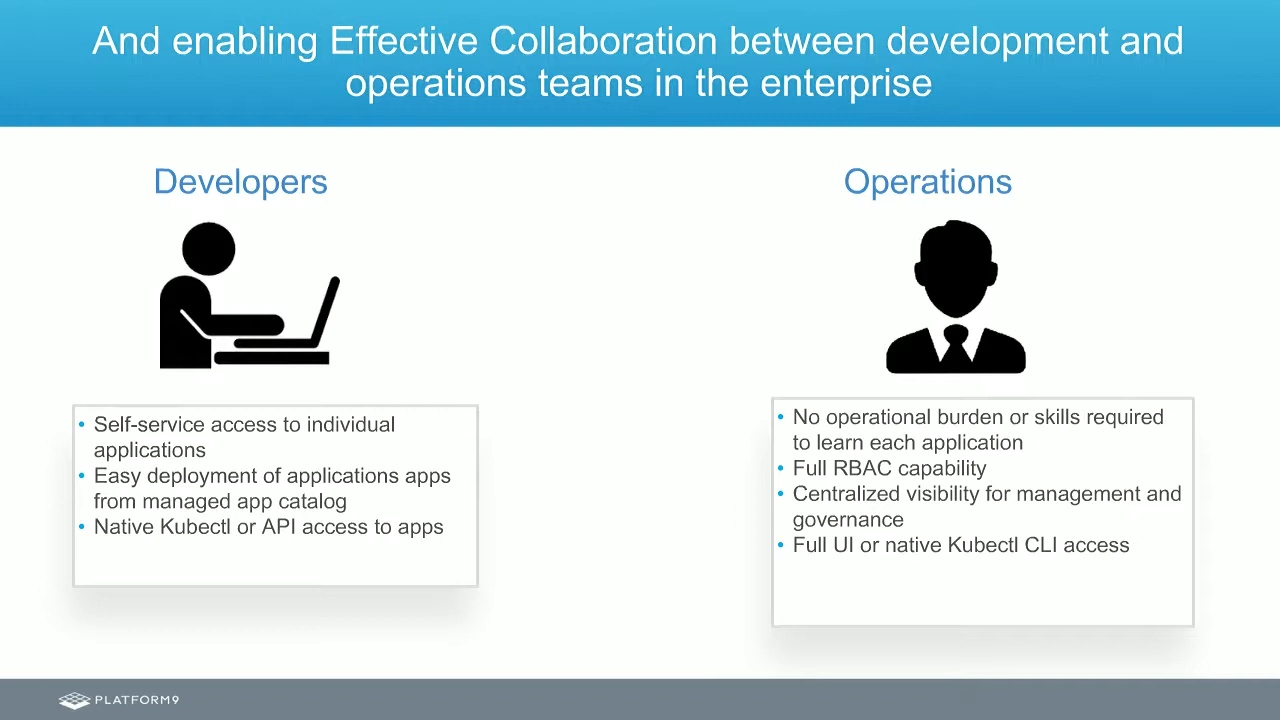 And enabling Effective Collaboration between development and
operations teams in the enterprise
Developers
• Self-service access to individual
applications
• Easy deployment of applications apps
from managed app catalog
• Native Kubectl or API access to apps
Operations
• No operational burden or skills required
to learn each application
• Full RBAC capability
• Centralized visibility for management and
governance
• Full UI or native Kubectl CLI access
PLATFORM9